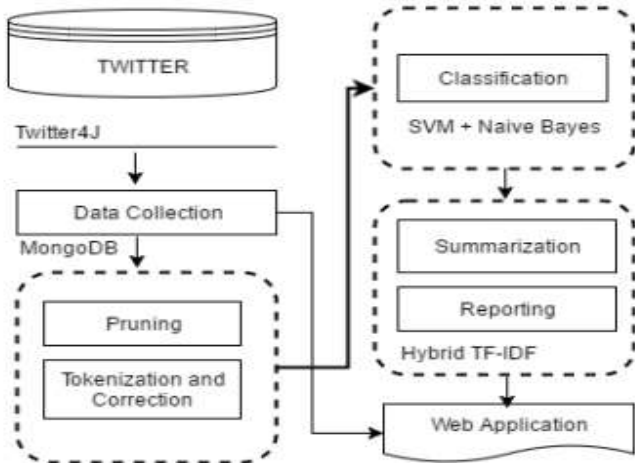 TWITTER
Twitter4J
Data Collection
MongoDB
Pruning
Tokenization and
Correction
Classification
SVM + Naive Bayes
Summarization
Reporting
Hybrid TF-IDF
Web Application